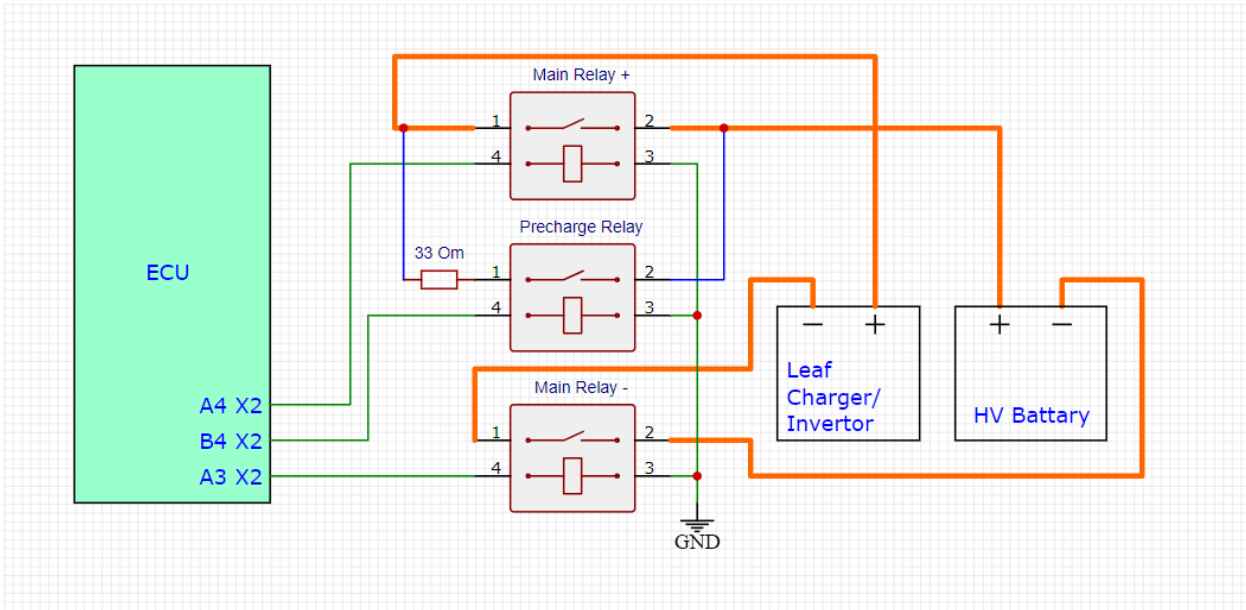 Main Relay +
1
2
4
3
Precharge Relay
33 Om
1
2
4
3
ECU
− +
+ −
Leaf
Charger/
Invertor
HV Battary
Main Relay -
A4 X2
1
2
B4 X2
A3 X2
4
3
GND